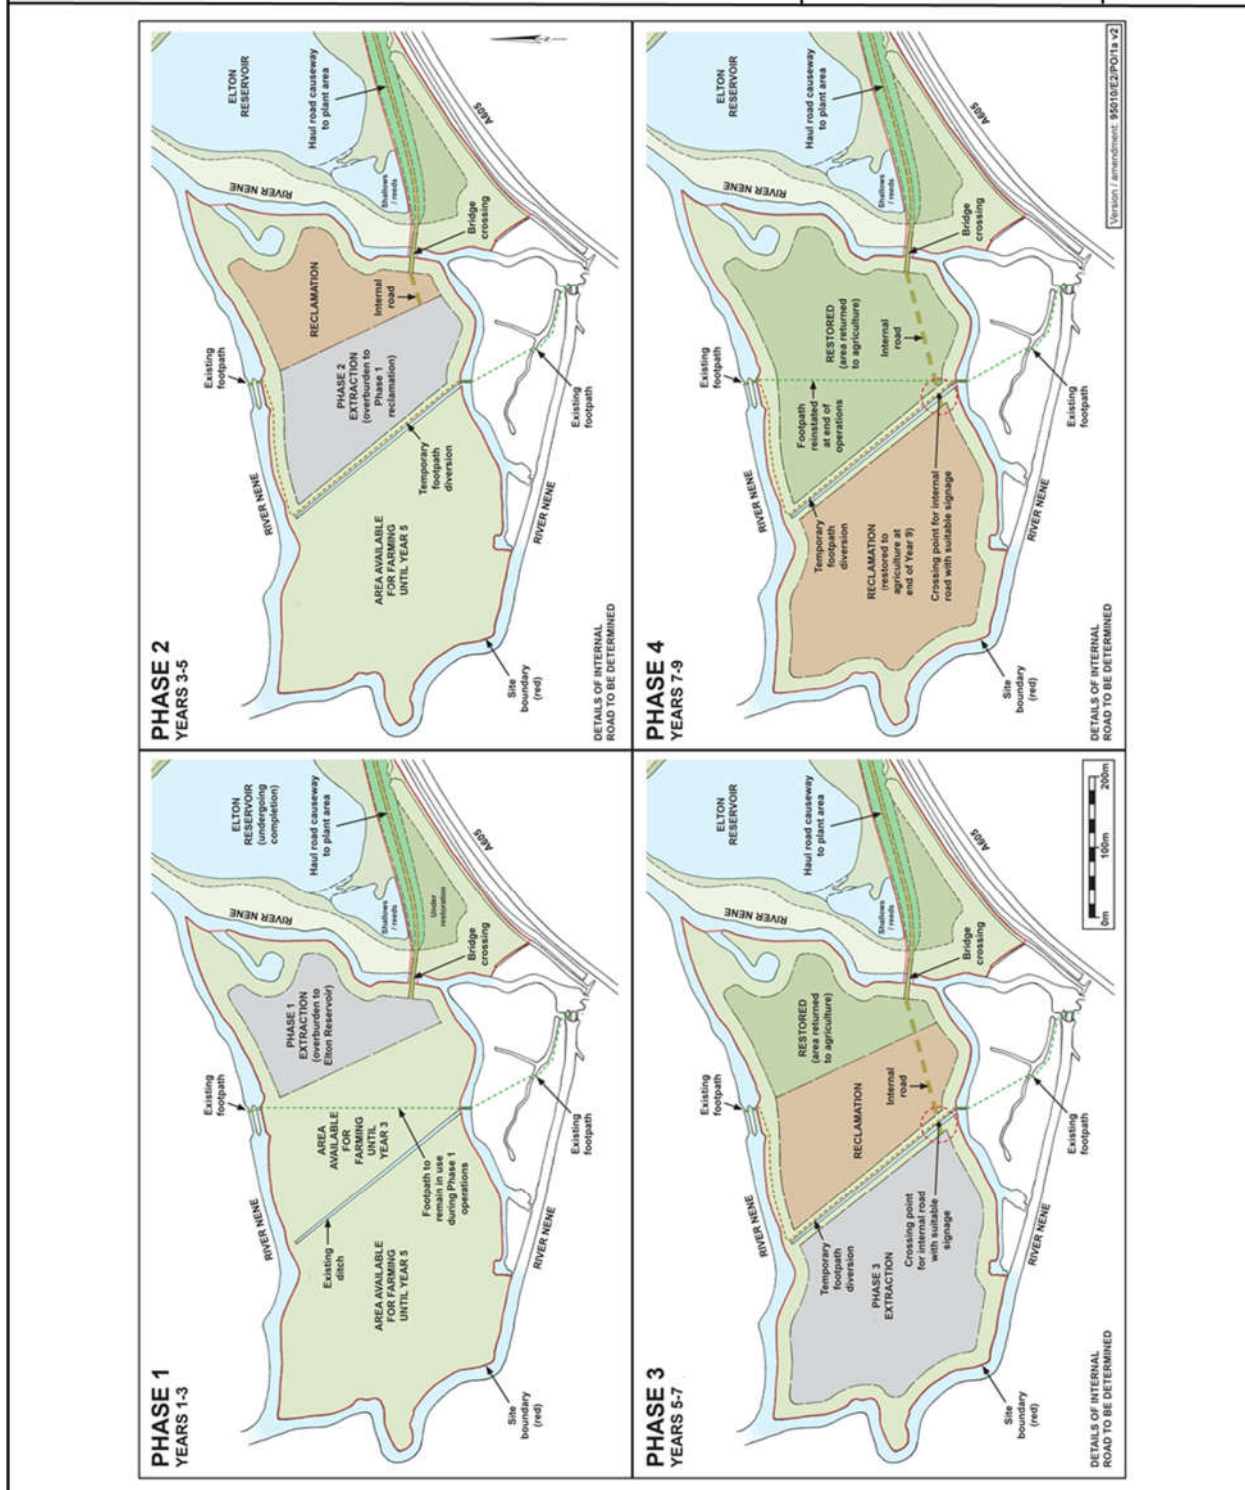 PHASE 1
YEARS 1-3
RIVER NENE
Existing
footpath
PHASE 1
EXTRACTION
(overburden to
Elton Reservoir)
RIVER NENE
ELTON
RESERVOIR
(undergoing
completion)
Haul road causeway
to plant area
Shallows
/ reeds
Under
restoration
A605
Bridge
crossing
AREA
AVAILABLE
FOR
FARMING
UNTIL
YEAR 3
Footpath to
remain in use
during Phase 1
operations
Existing
ditch
AREA AVAILABLE
FOR FARMING
UNTIL YEAR 5
Existing
footpath
RIVER NENE
Site
boundary
(red)
PHASE 2
YEARS 3-5
RIVER NENE
Existing
footpath
RECLAMATION
Internal
road
PHASE 2
EXTRACTION
(overburden to
Phase 1
reclamation)
RIVER NENE
ELTON
RESERVOIR
Haul road causeway
to plant area
Shallows
/ reeds
A605
Bridge
crossing
Temporary
footpath
diversion
AREA AVAILABLE
FOR FARMING
UNTIL YEAR 5
Existing
footpath
RIVER NENE
Site
boundary
(red)
DETAILS OF INTERNAL
ROAD TO BE DETERMINED
PHASE 3
YEARS 5-7
RIVER NENE
Existing
footpath
RESTORED
(area returned
to agriculture)
RECLAMATION
Internal
road
RIVER NENE
ELTON
RESERVOIR
Haul road causeway
to plant area
Shallows
/ reeds
A605
Bridge
crossing
Temporary
footpath
diversion
PHASE 3
EXTRACTION
Crossing point
for internal road
with suitable
signage
Existing
footpath
RIVER NENE
Site
boundary
(red)
DETAILS OF INTERNAL
ROAD TO BE DETERMINED
0m
100m
200m
PHASE 4
YEARS 7-9
RIVER NENE
Existing
footpath
RESTORED
(area returned
to agriculture)
Internal
road
Footpath
reinstated
at end of
operations
RIVER NENE
ELTON
RESERVOIR
Haul road causeway
to plant area
Shallows
/ reeds
A605
Bridge
crossing
Temporary
footpath
diversion
RECLAMATION
(restored to
agriculture at
end of Year 9)
Crossing point for internal
road with suitable signage
Existing
footpath
RIVER NENE
Site
boundary
(red)
DETAILS OF INTERNAL
ROAD TO BE DETERMINED
Version / amendment: 95010/E2/PO/1a v2